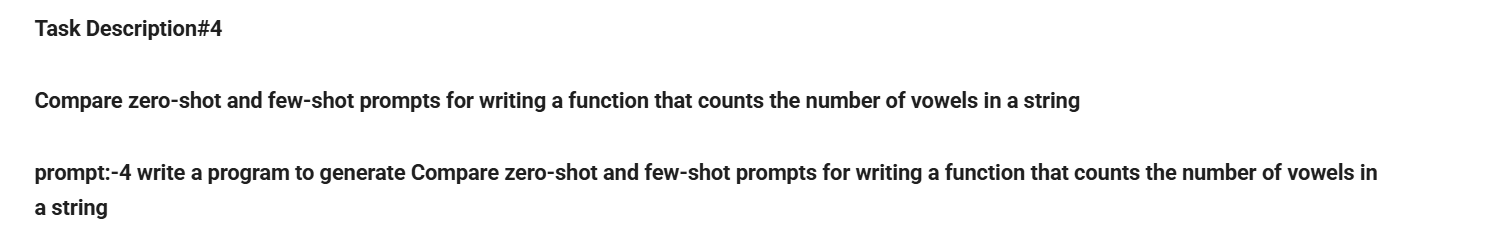 Task Description#4
Compare zero-shot and few-shot prompts for writing a function that counts the number of vowels in a string
prompt:-4 write a program to generate Compare zero-shot and few-shot prompts for writing a function that counts the number of vowels in
a string